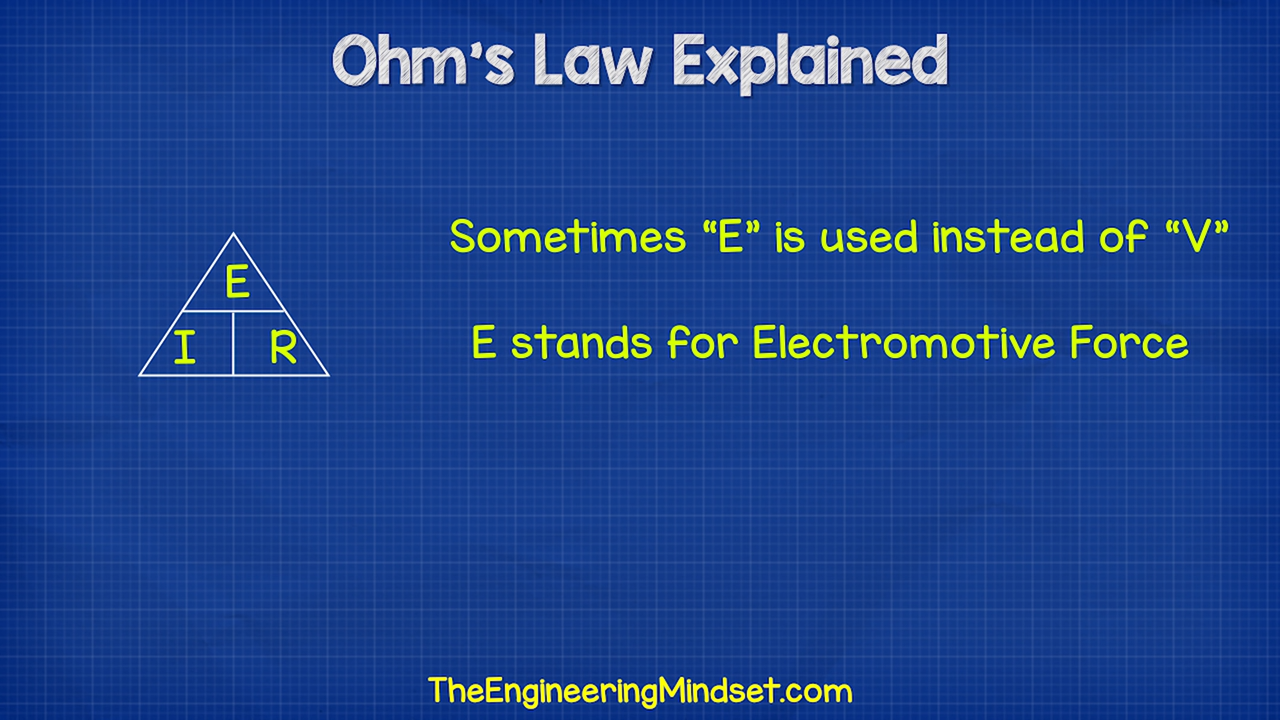 Ohm's Law Explained
Sometimes “E” is used instead of “V”
E
I R
E stands for Electromotive Force
TheEngineeringMindset.com